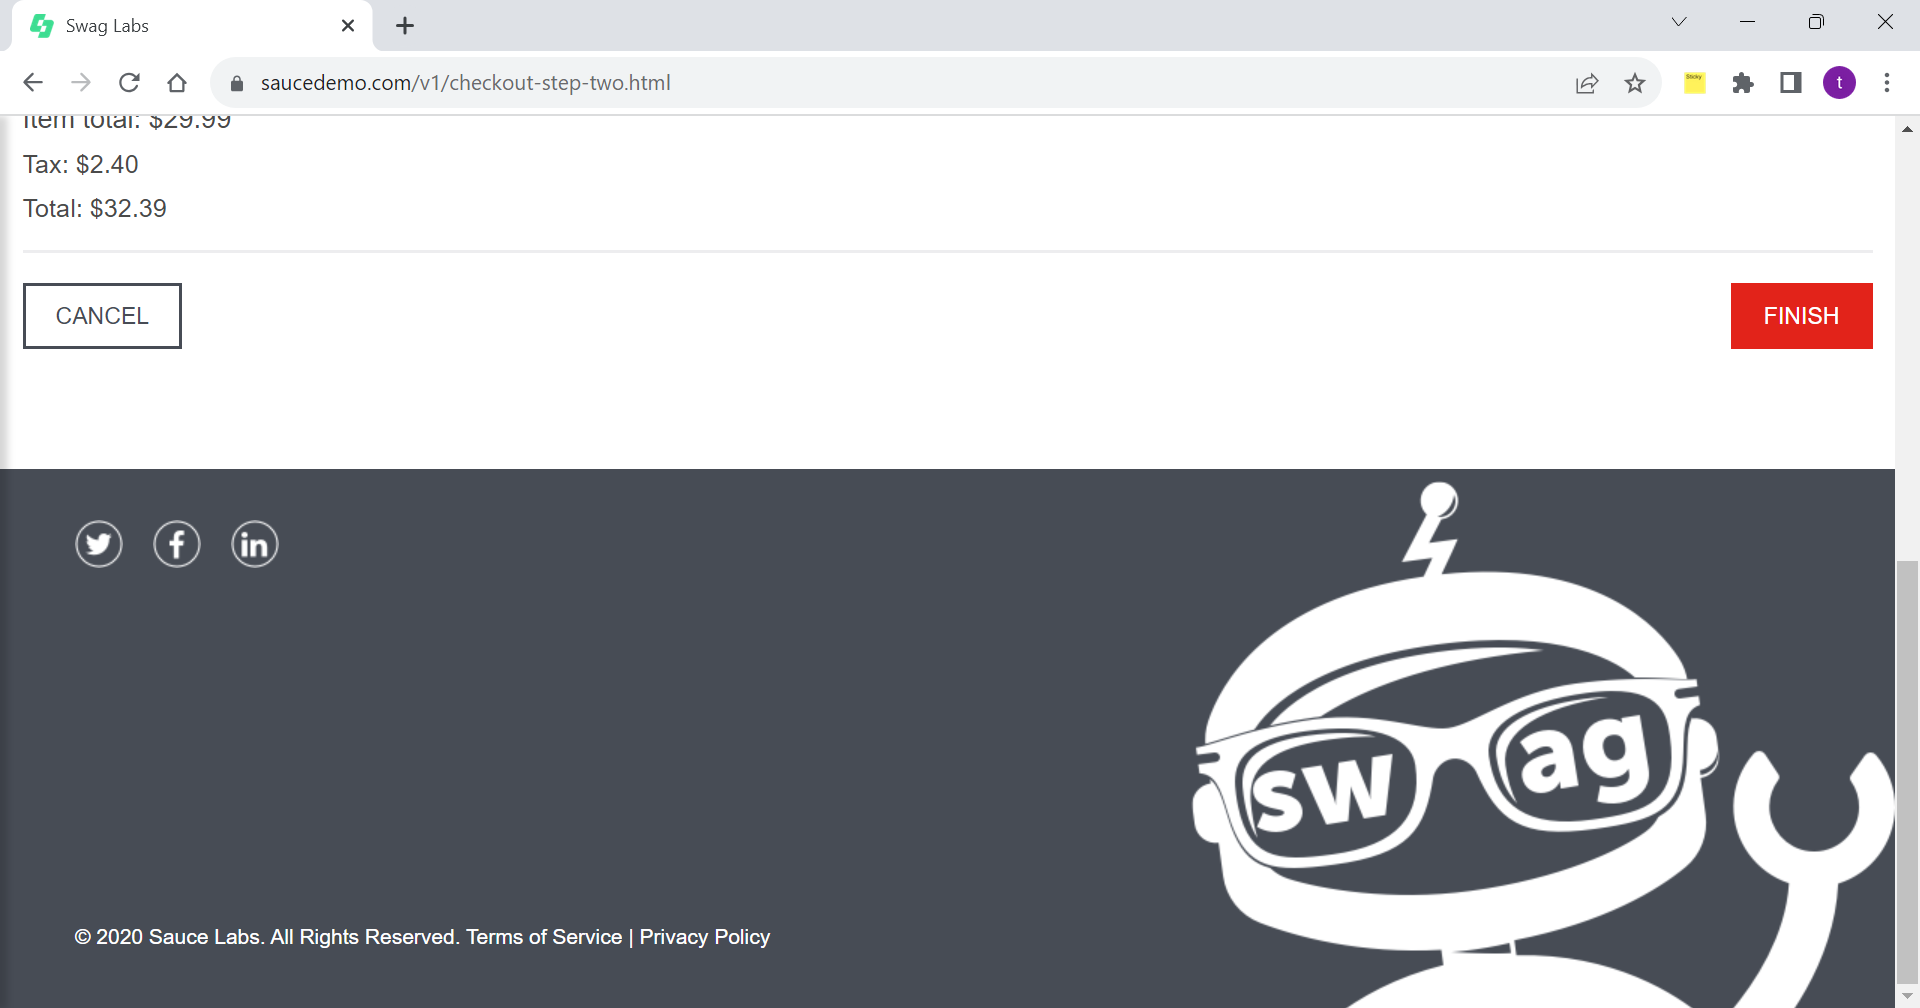 Swag Labs
saucedemo.com/v1/checkout-step-two.html
Sticky
t
Item total: $29.99
Tax: $2.40
Total: $32.39
CANCEL
FINISH
f
in
sw ag
© 2020 Sauce Labs. All Rights Reserved. Terms of Service | Privacy Policy